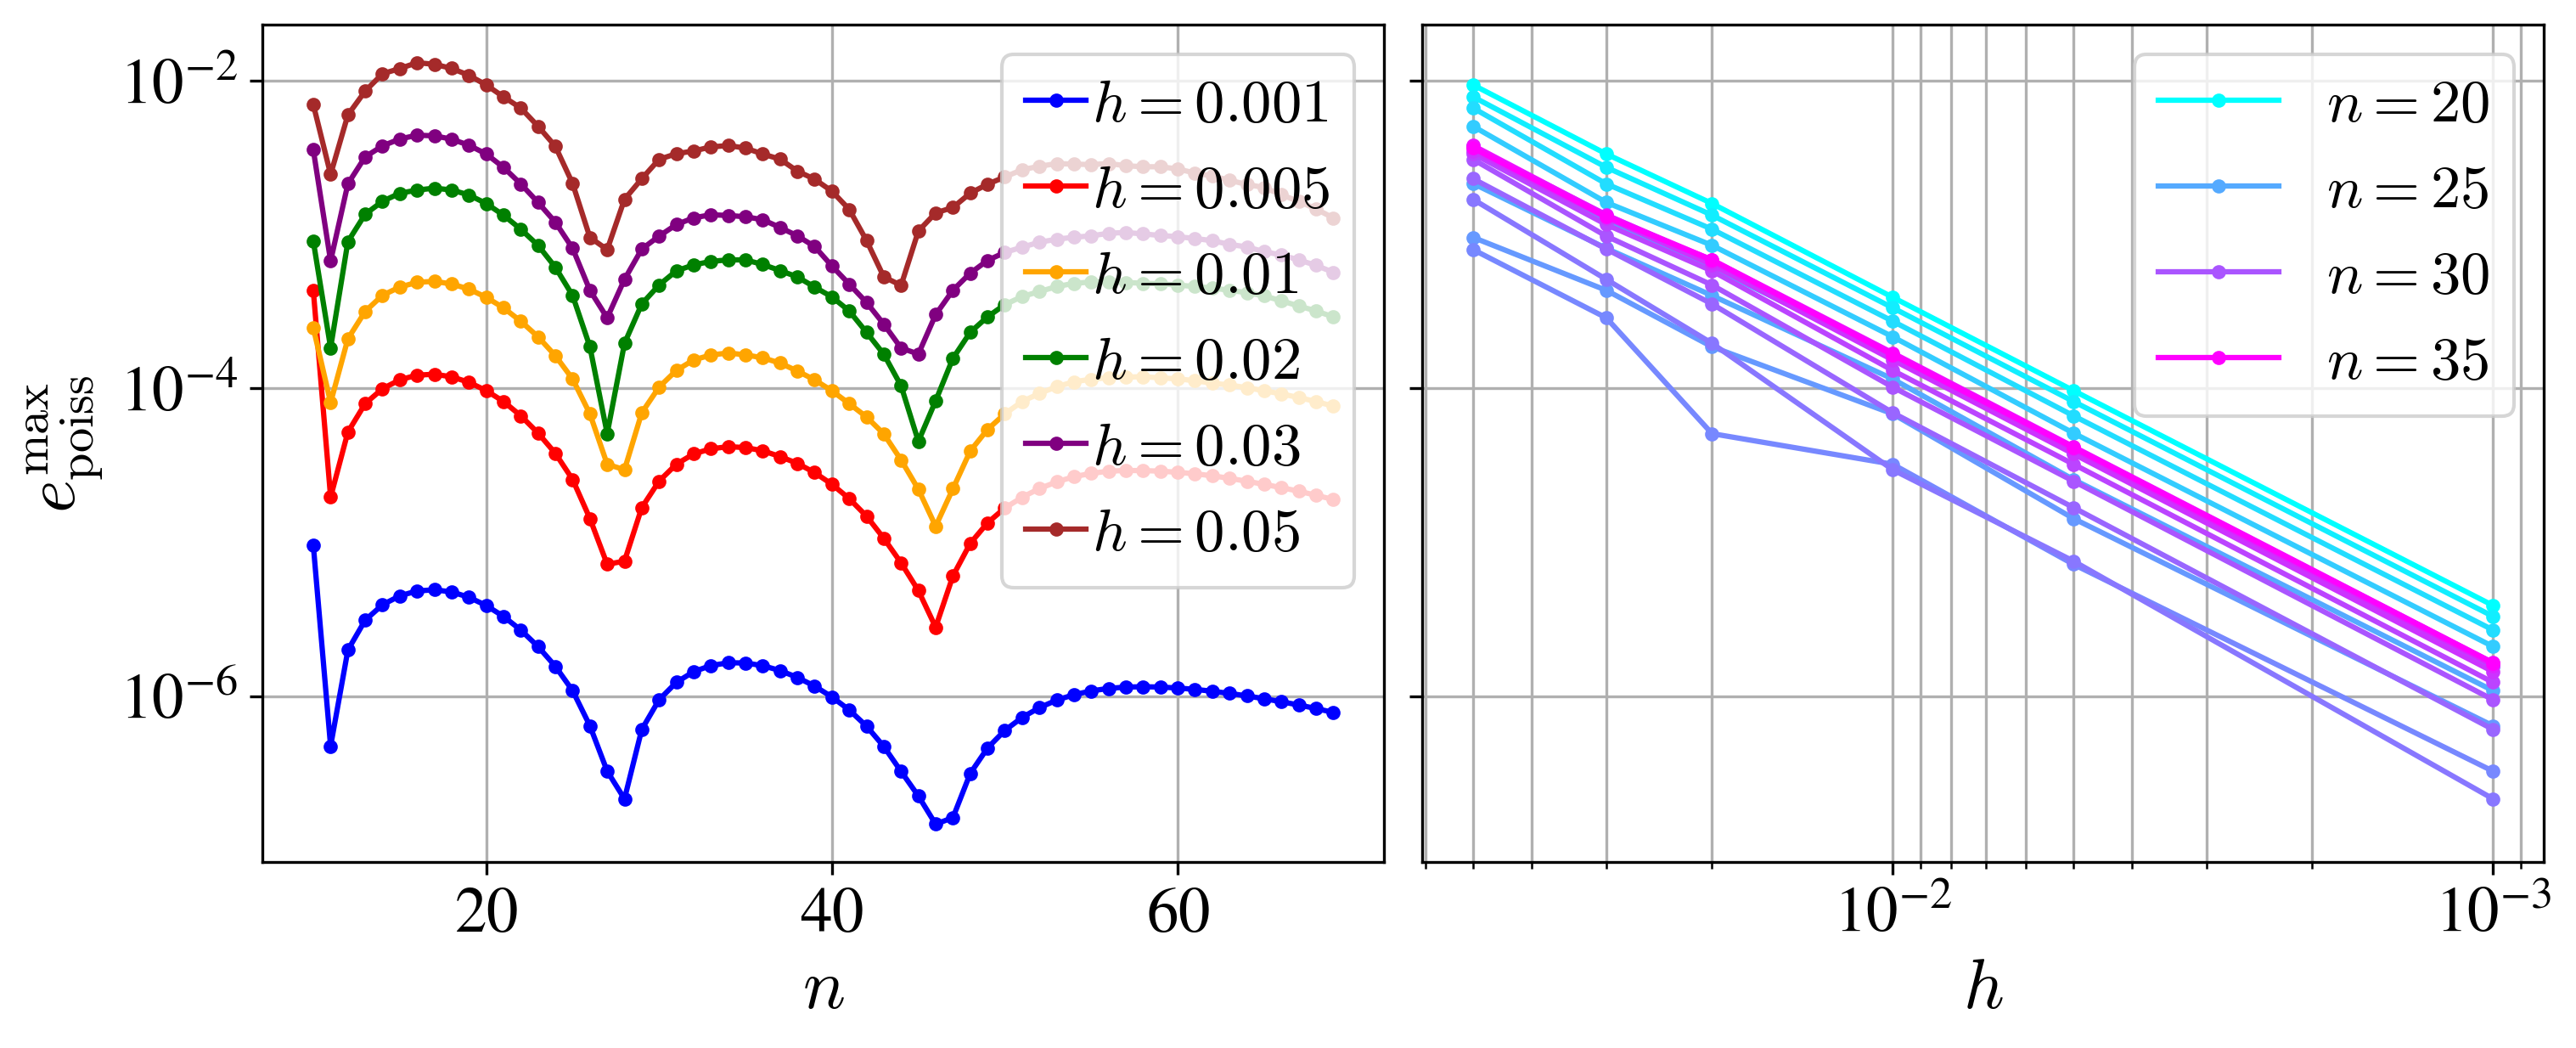 10⁻²
10⁻⁴
10⁻⁶
e_poiss^max
20
40
60
n
h = 0.001
h = 0.005
h = 0.01
h = 0.02
h = 0.03
h = 0.05
10⁻²
10⁻³
h
n = 20
n = 25
n = 30
n = 35